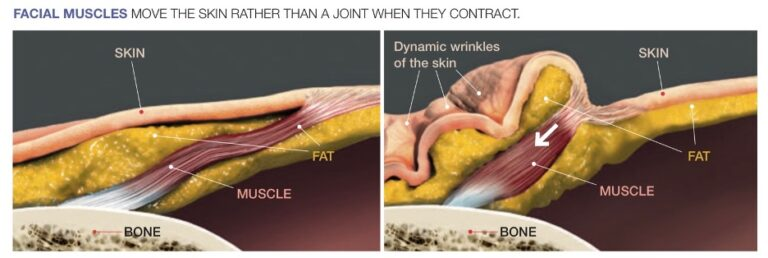 FACIAL MUSCLES MOVE THE SKIN RATHER THAN A JOINT WHEN THEY CONTRACT.
SKIN
FAT
MUSCLE
BONE
Dynamic wrinkles
of the skin
SKIN
FAT
MUSCLE
BONE